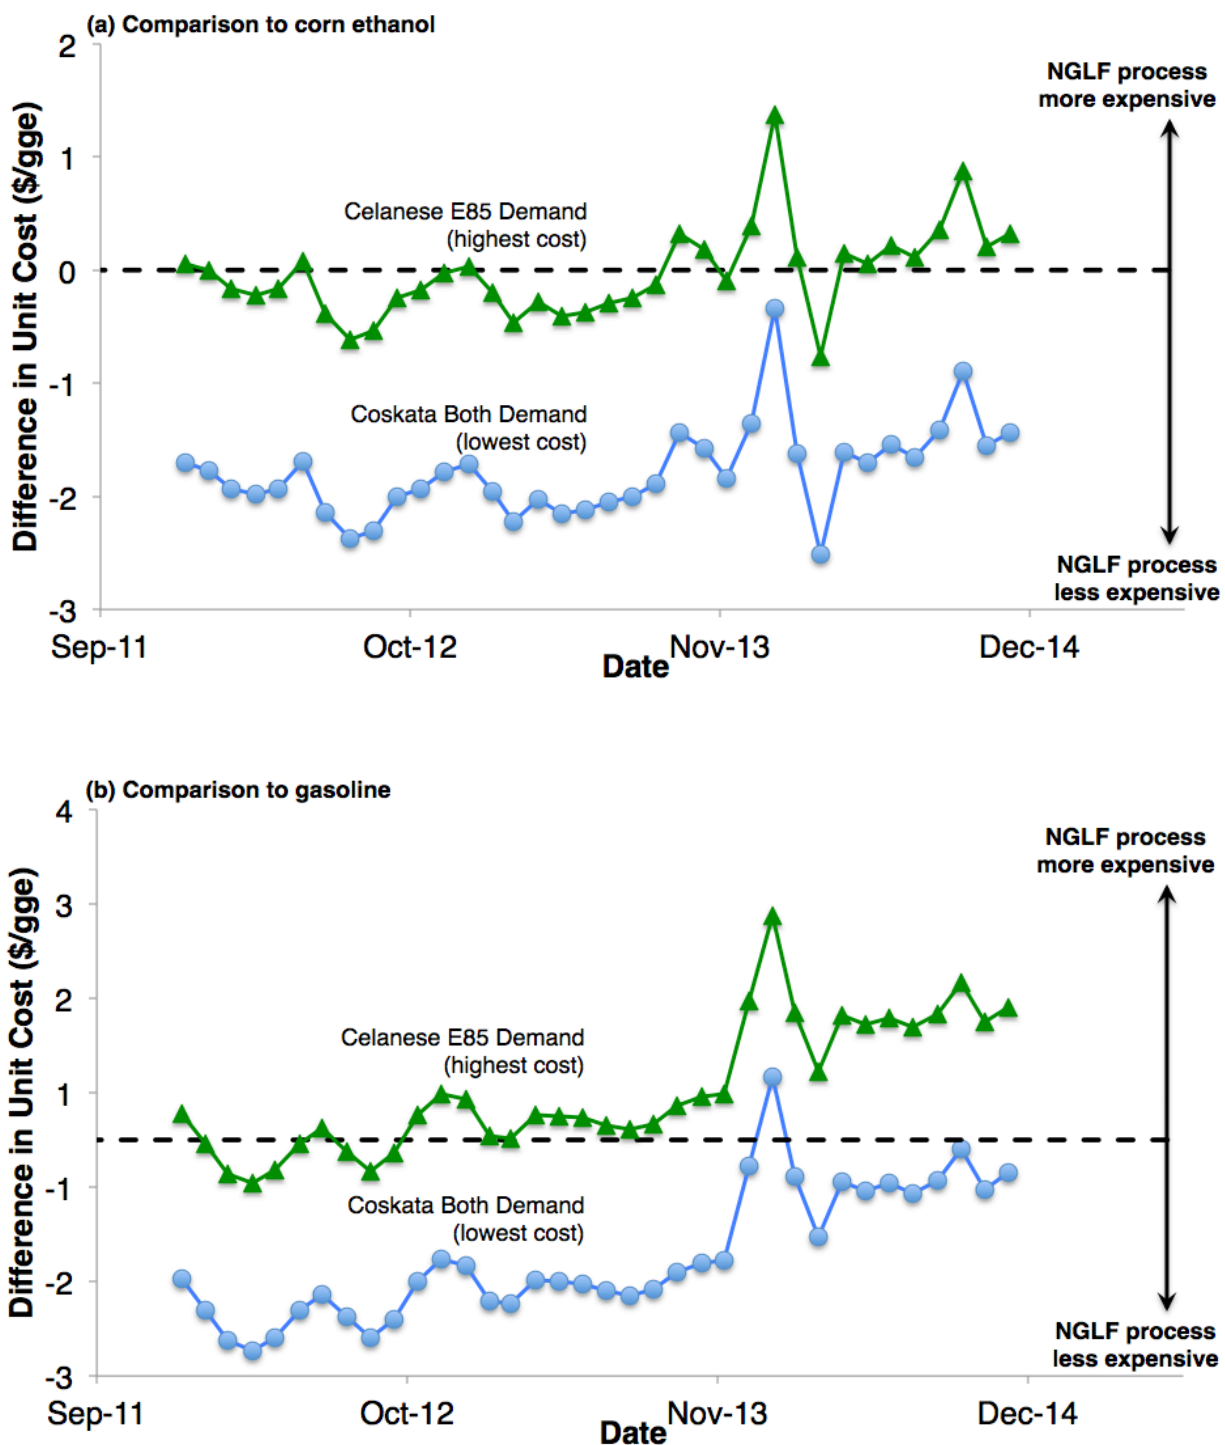 (a) Comparison to corn ethanol
Difference in Unit Cost ($/gge)
2
1
0
-1
-2
-3
NGLF process
more expensive
Celanese E85 Demand
(highest cost)
Coskata Both Demand
(lowest cost)
NGLF process
less expensive
Sep-11
Oct-12
Nov-13
Dec-14
Date
(b) Comparison to gasoline
Difference in Unit Cost ($/gge)
4
3
2
1
-1
-2
-3
NGLF process
more expensive
Celanese E85 Demand
(highest cost)
Coskata Both Demand
(lowest cost)
NGLF process
less expensive
Sep-11
Oct-12
Nov-13
Dec-14
Date